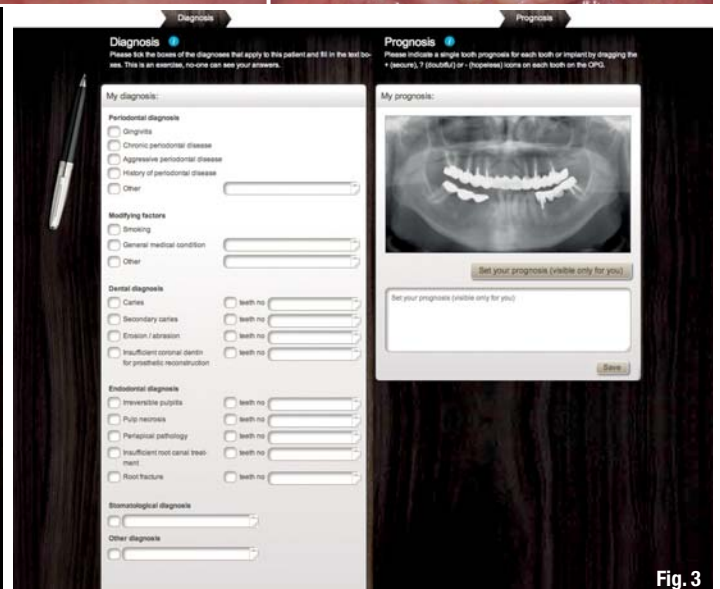 Diagnosis
Diagnosis
Please tick the boxes of the diagnoses that apply to this patient and fill in the text bo-
xes. This is an exercise, no-one can see your answers.
My diagnosis:
Periodontal diagnosis
Gingivitis
Chronic periodontal disease
Aggressive periodontal disease
History of periodontal disease
Other
Modifying factors
Smoking
General medical condition
Other
Dental diagnosis
Caries teeth no
Secondary caries teeth no
Erosion / abrasion teeth no
Insufficient coronal dentin teeth no
for prosthetic reconstruction
Endodontal diagnosis
Irreversible pulpitis teeth no
Pulp necrosis teeth no
Periapical pathology teeth no
Insufficient root canal treat- teeth no
ment
Root fracture teeth no
Stomatological diagnosis
Other diagnosis
Prognosis
Prognosis
Please indicate a single tooth prognosis for each tooth or implant by dragging the
+ (secure), ? (doubtful) or - (hopeless) icons on each tooth on the OPG.
My prognosis:
Set your prognosis (visible only for you)
Set your prognosis (visible only for you)
Save
Fig. 3